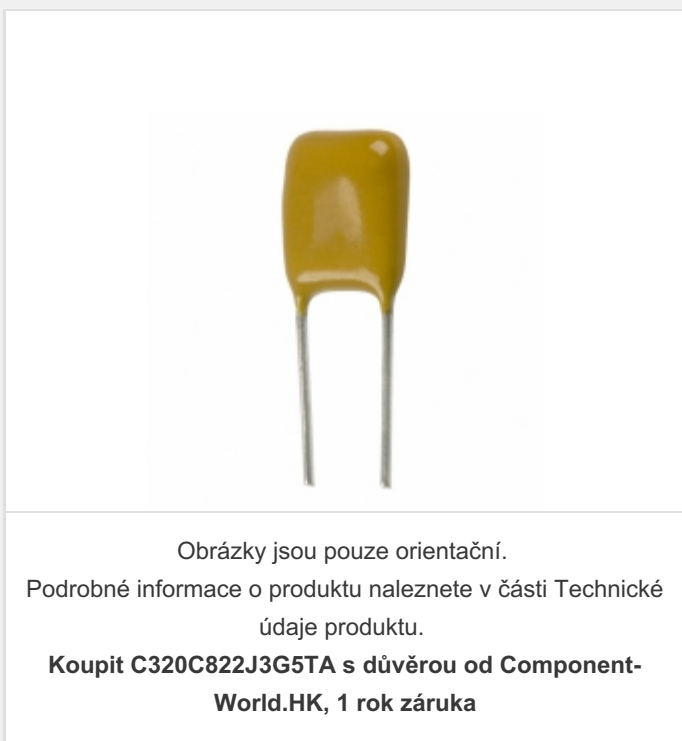 Obrázky jsou pouze orientační.
Podrobné informace o produktu naleznete v části Technické
údaje produktu.
Koupit C320C822J3G5TA s důvěrou od Component-
World.HK, 1 rok záruka